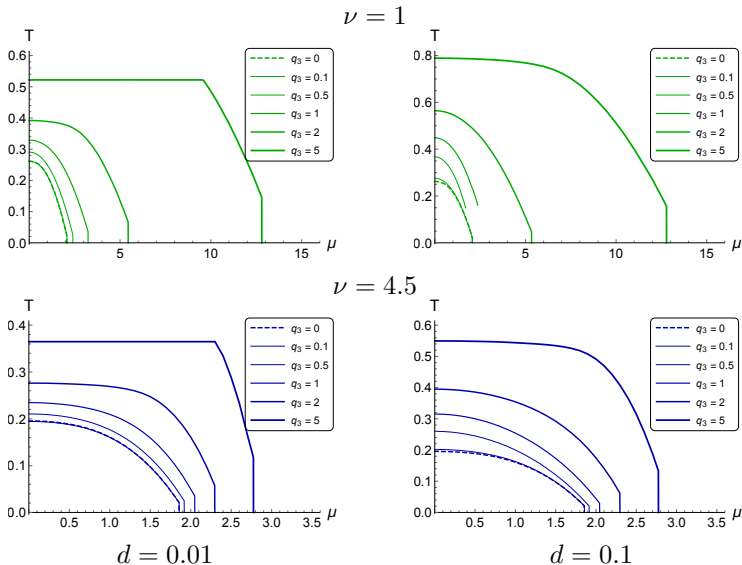 ν = 1
T
0.6
0.5
0.4
0.3
0.2
0.1
0.0
5
10
15
μ
q₃ = 0
q₃ = 0.1
q₃ = 0.5
q₃ = 1
q₃ = 2
q₃ = 5
T
0.8
0.6
0.4
0.2
0.0
5
10
15
μ
q₃ = 0
q₃ = 0.1
q₃ = 0.5
q₃ = 1
q₃ = 2
q₃ = 5
ν = 4.5
T
0.4
0.3
0.2
0.1
0.0
0.5
1.0
1.5
2.0
2.5
3.0
3.5
μ
q₃ = 0
q₃ = 0.1
q₃ = 0.5
q₃ = 1
q₃ = 2
q₃ = 5
T
0.6
0.5
0.4
0.3
0.2
0.1
0.0
0.5
1.0
1.5
2.0
2.5
3.0
3.5
μ
q₃ = 0
q₃ = 0.1
q₃ = 0.5
q₃ = 1
q₃ = 2
q₃ = 5
d = 0.01
d = 0.1